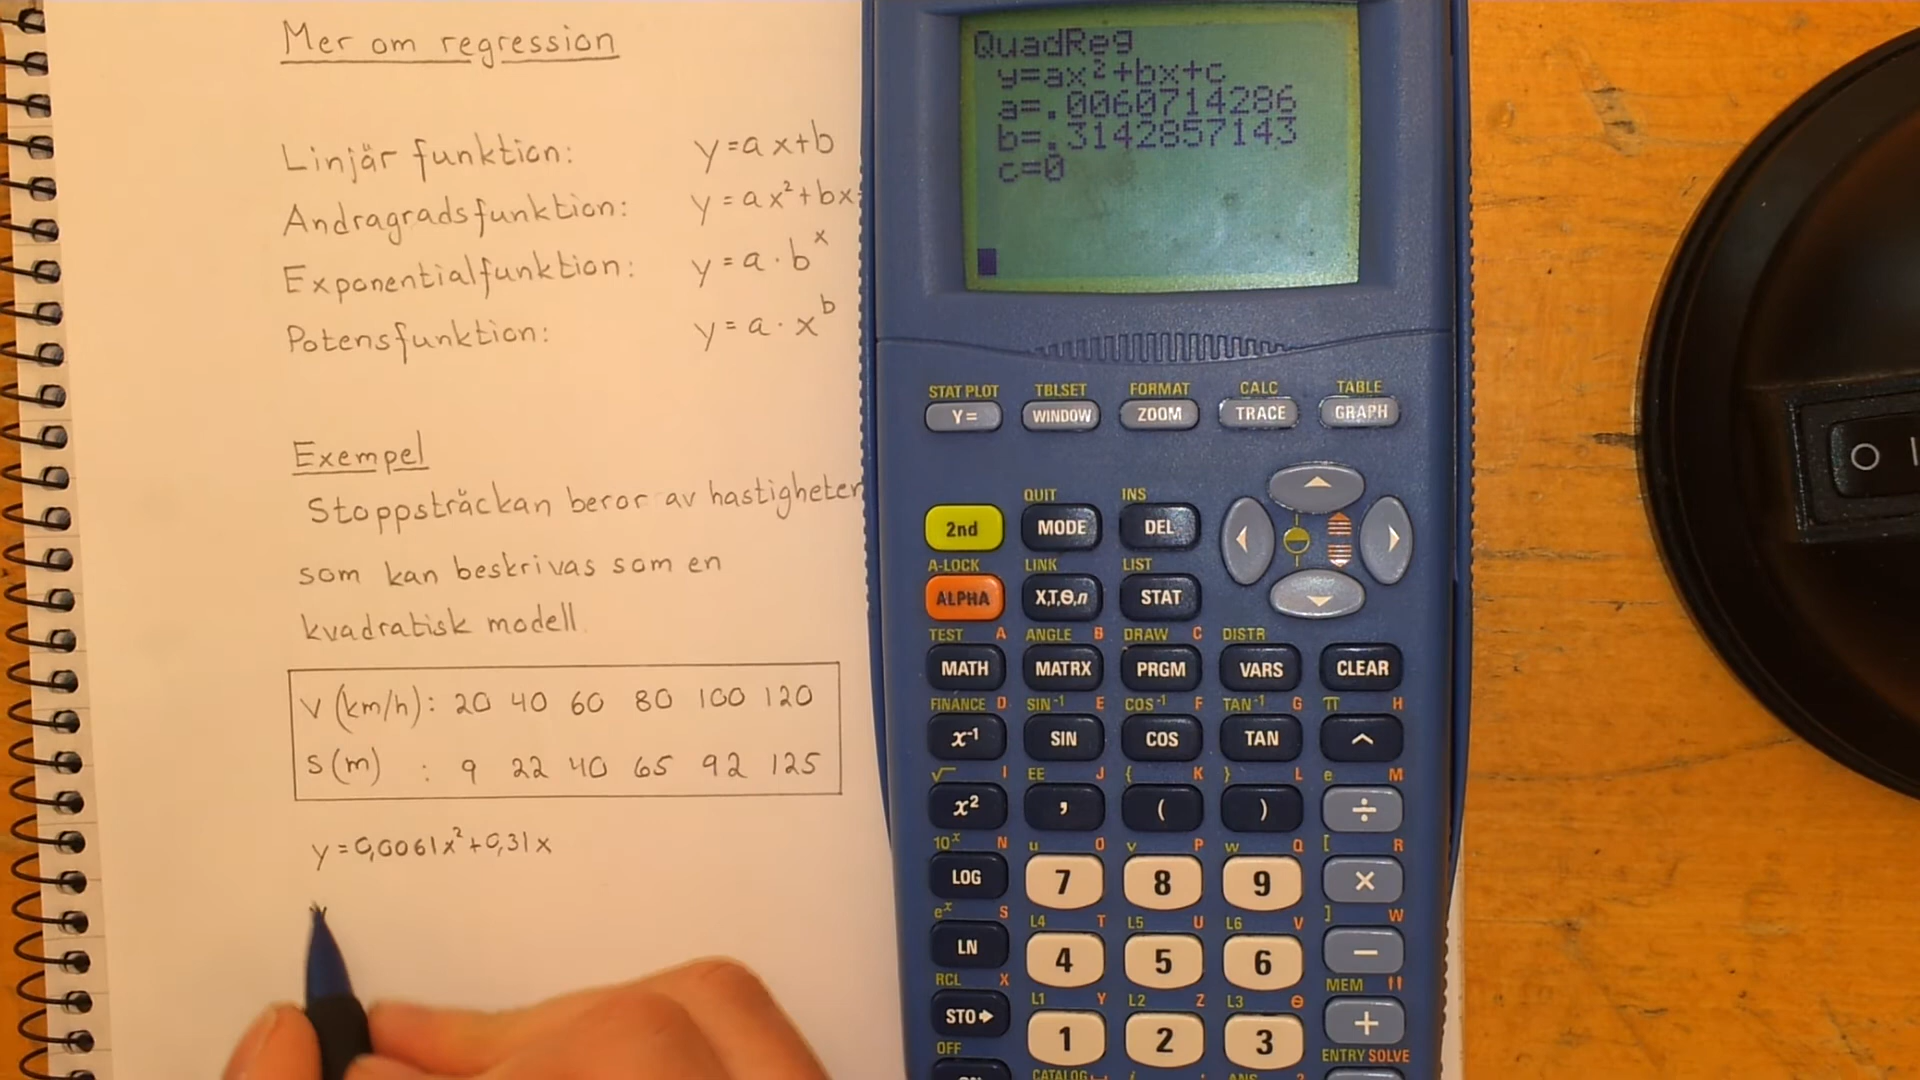 Mer om regression
Linjär funktion: y=ax+b
Andragradsfunktion: y=ax²+bx
Exponentialfunktion: y=a·b^x
Potensfunktion: y=a·x^b
Exempel
Stoppsträckan beror av hastigheten
som kan beskrivas som en
kvadratisk modell.
v (km/h): 20 40 60 80 100 120
s (m) : 9 22 40 65 92 125
y=0,0061x²+0,31x
QuadReg
y=ax²+bx+c
a=.0060714286
b=.3142857143
c=0
STAT PLOT TBLSET FORMAT CALC TABLE
Y= WINDOW ZOOM TRACE GRAPH
QUIT INS
2nd MODE DEL
A-LOCK LINK LIST
ALPHA X,T,Θ,n STAT
TEST A ANGLE B DRAW C DISTR
MATH MATRX PRGM VARS CLEAR
FINANCE D SIN⁻¹ E COS⁻¹ F TAN⁻¹ G π H
x⁻¹ SIN COS TAN ^
√ I EE J { K } L e M
x² , ( ) ÷
10^x N u O v P w Q [ R
LOG 7 8 9 ×
e^x S L4 T L5 U L6 V ] W
LN 4 5 6 −
RCL X L1 Y L2 Z L3 θ MEM "
STO➔ 1 2 3 +
OFF ENTRY SOLVE
CATALOG